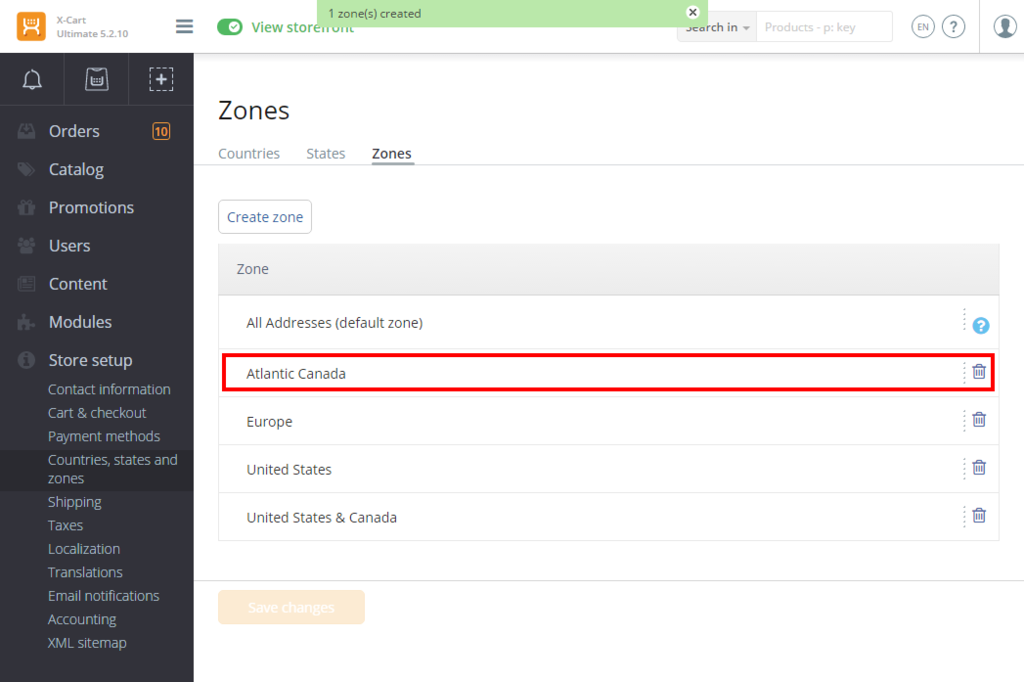 X-Cart
Ultimate 5.2.10
View storefront
1 zone(s) created
Search in
Products - p: key
EN
?
Orders
10
Catalog
Promotions
Users
Content
Modules
Store setup
Contact information
Cart & checkout
Payment methods
Countries, states and
zones
Shipping
Taxes
Localization
Translations
Email notifications
Accounting
XML sitemap
Zones
Countries
States
Zones
Create zone
Zone
All Addresses (default zone)
?
Atlantic Canada
Europe
United States
United States & Canada
Save changes